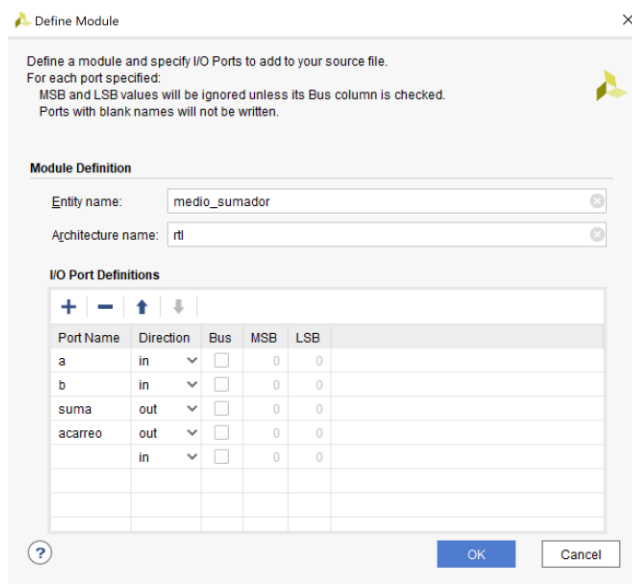 Define Module
Define a module and specify I/O Ports to add to your source file.
For each port specified:
MSB and LSB values will be ignored unless its Bus column is checked.
Ports with blank names will not be written.
Module Definition
Entity name: medio_sumador
Architecture name: rtl
I/O Port Definitions
Port Name Direction Bus MSB LSB
a in 0 0
b in 0 0
suma out 0 0
acarreo out 0 0
in 0 0
? OK Cancel